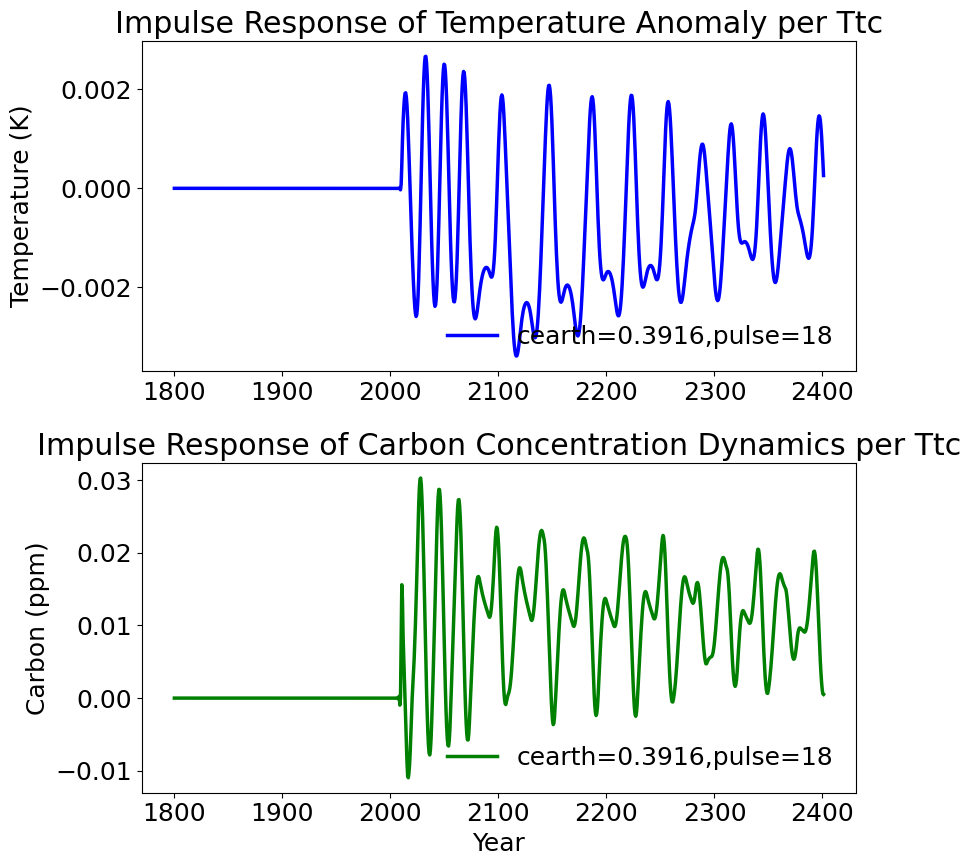 Impulse Response of Temperature Anomaly per Ttc
Temperature (K)
0.002
0.000
−0.002
cearth=0.3916,pulse=18
1800 1900 2000 2100 2200 2300 2400
Impulse Response of Carbon Concentration Dynamics per Ttc
Carbon (ppm)
0.03
0.02
0.01
0.00
−0.01
cearth=0.3916,pulse=18
1800 1900 2000 2100 2200 2300 2400
Year